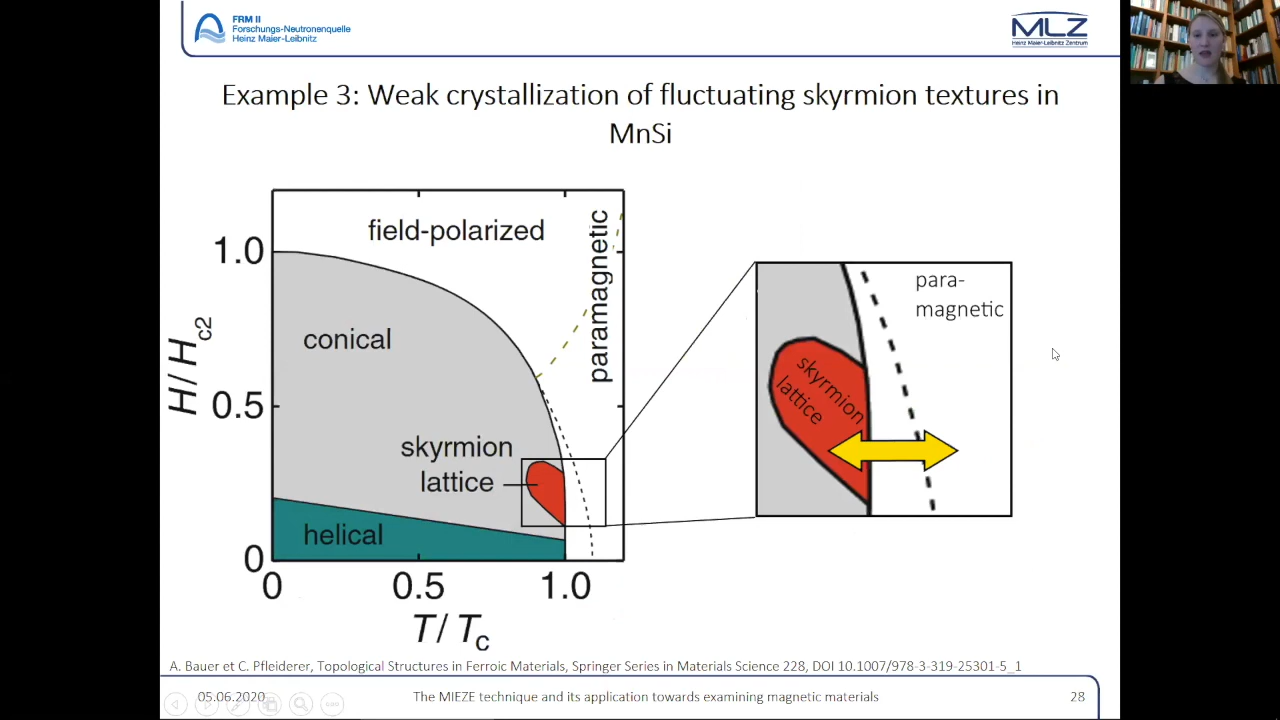 FRM II
Forschungs-Neutronenquelle
Heinz Maier-Leibnitz
MLZ
Heinz Maier-Leibnitz Zentrum
Example 3: Weak crystallization of fluctuating skyrmion textures in
MnSi
field-polarized
paramagnetic
1.0
conical
H/H_c2
0.5
skyrmion
lattice
helical
0
0
0.5
1.0
T/T_c
para-
magnetic
skyrmion
lattice
A. Bauer et C. Pfleiderer, Topological Structures in Ferroic Materials, Springer Series in Materials Science 228, DOI 10.1007/978-3-319-25301-5_1
05.06.2020
The MIEZE technique and its application towards examining magnetic materials
28